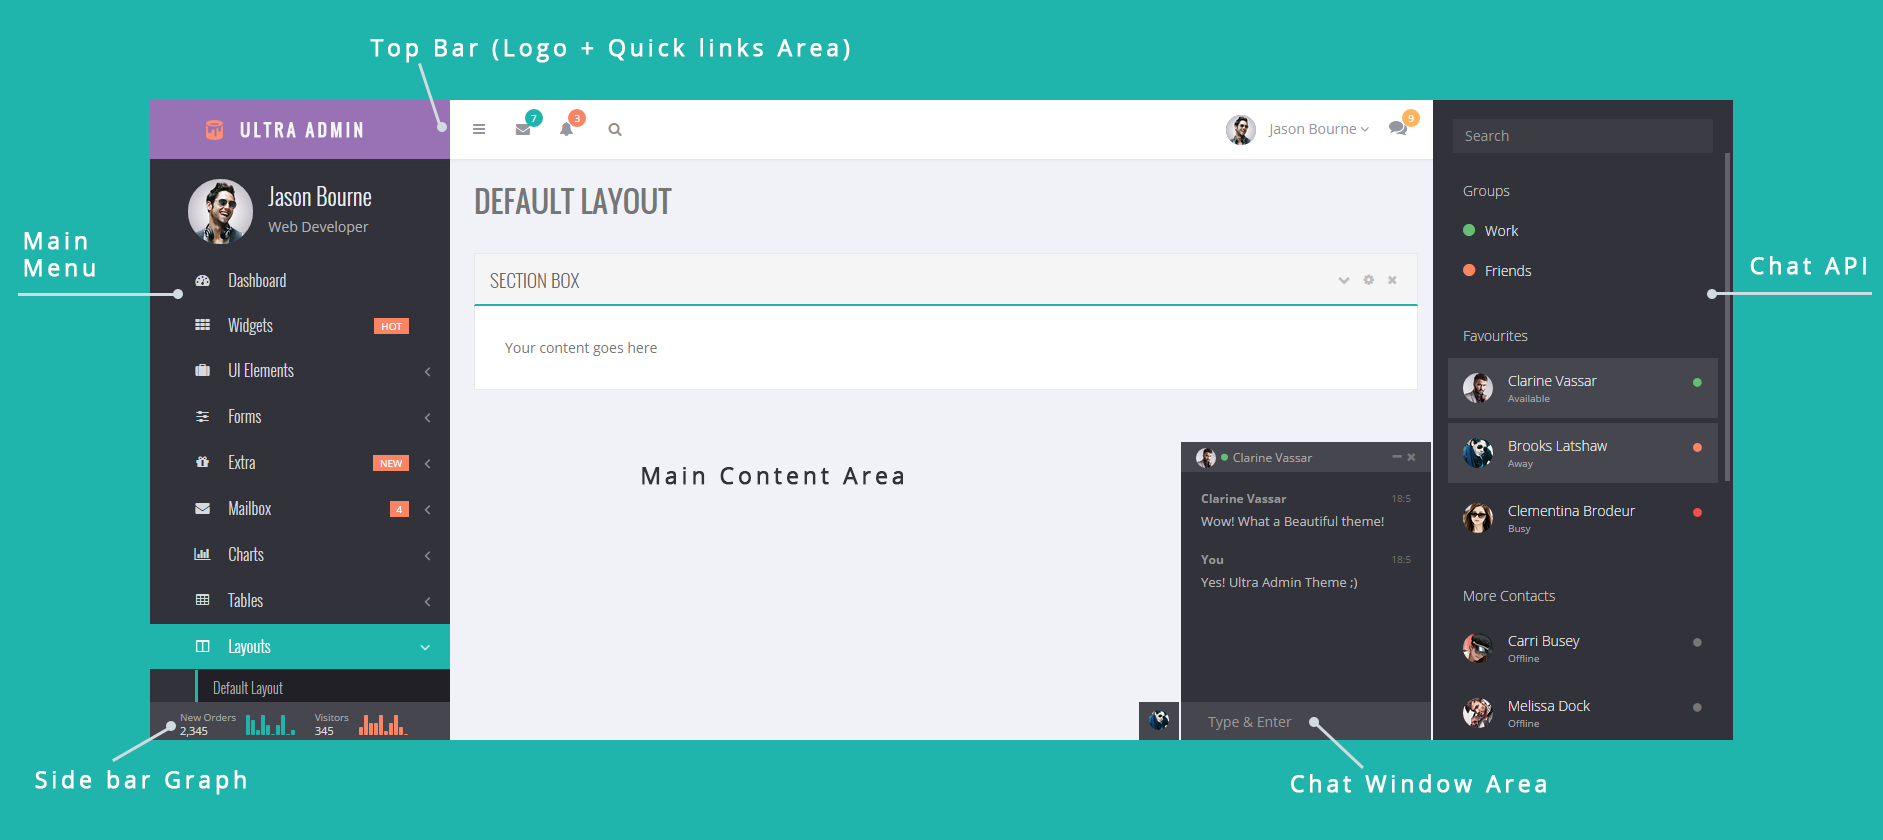 Top Bar (Logo + Quick links Area)
ULTRA ADMIN
7
3
Jason Bourne
9
Search
Jason Bourne
Web Developer
Main
Menu
Dashboard
Widgets
HOT
UI Elements
Forms
Extra
NEW
Mailbox
4
Charts
Tables
Layouts
Default Layout
New Orders
2,345
Visitors
345
Side bar Graph
DEFAULT LAYOUT
SECTION BOX
Your content goes here
Main Content Area
Clarine Vassar
Clarine Vassar 18:5
Wow! What a Beautiful theme!
You 18:5
Yes! Ultra Admin Theme ;)
Type & Enter
Chat Window Area
Groups
Work
Friends
Chat API
Favourites
Clarine Vassar
Available
Brooks Latshaw
Away
Clementina Brodeur
Busy
More Contacts
Carri Busey
Offline
Melissa Dock
Offline